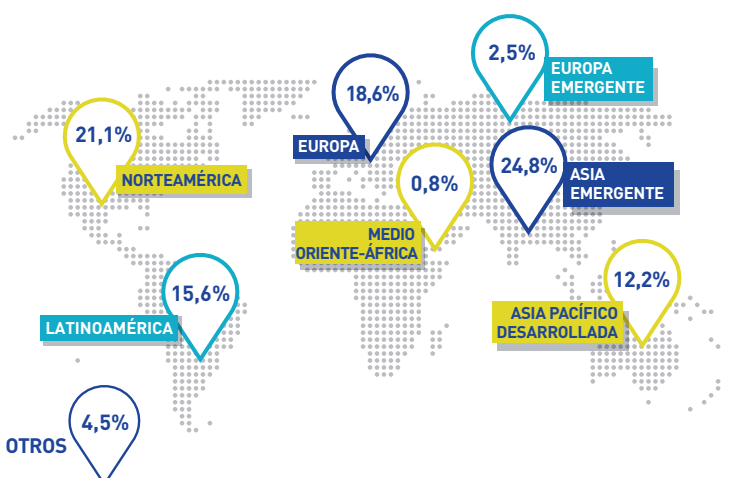 2,5%
EUROPA
EMERGENTE
18,6%
EUROPA
21,1%
NORTEAMÉRICA
0,8%
MEDIO
ORIENTE-ÁFRICA
24,8%
ASIA
EMERGENTE
15,6%
LATINOAMÉRICA
12,2%
ASIA PACÍFICO
DESARROLLADA
4,5%
OTROS